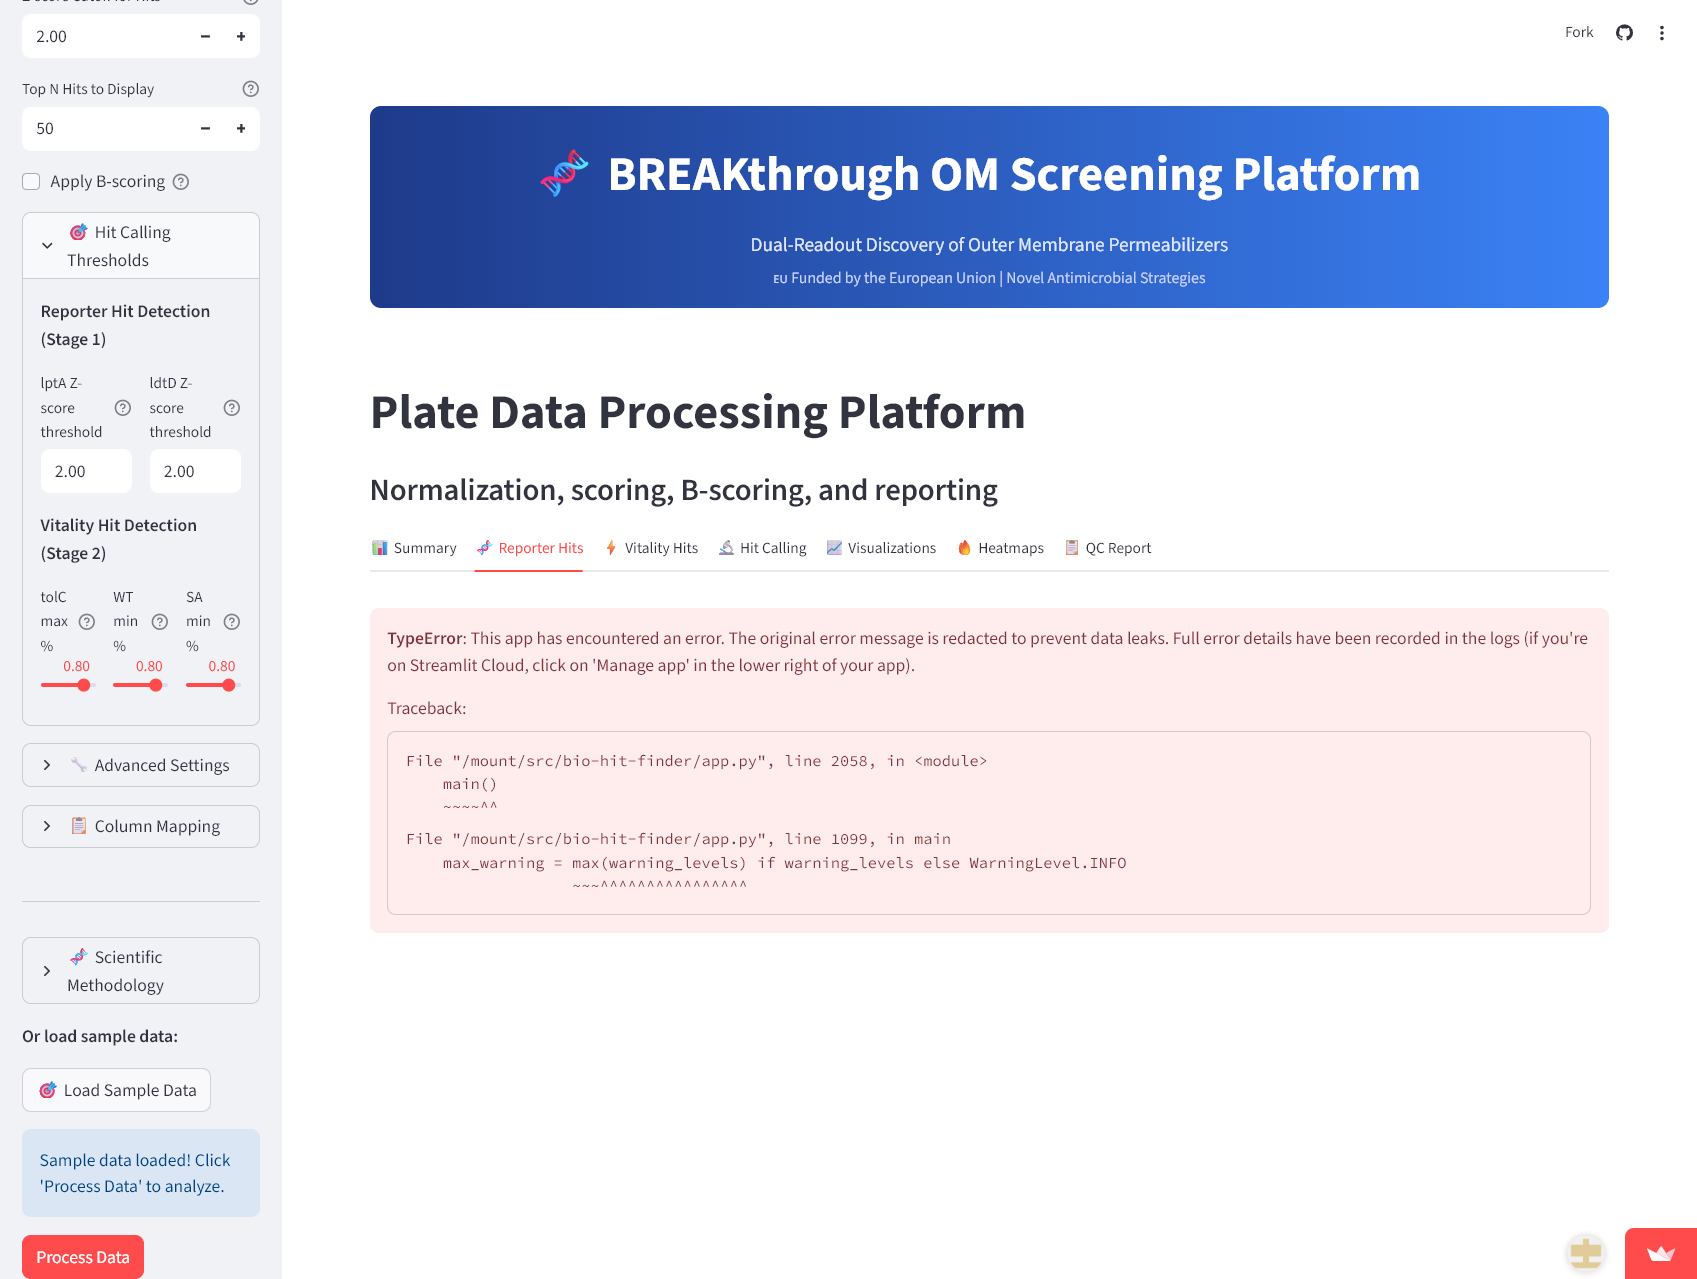 2.00
Top N Hits to Display
50
Apply B-scoring
Hit Calling
Thresholds
Reporter Hit Detection
(Stage 1)
lptA Z-
score
threshold
ldtD Z-
score
threshold
2.00
2.00
Vitality Hit Detection
(Stage 2)
tolC
max
%
WT
min
%
SA
min
%
0.80
0.80
0.80
Advanced Settings
Column Mapping
Scientific
Methodology
Or load sample data:
Load Sample Data
Sample data loaded! Click
'Process Data' to analyze.
Process Data
Fork
BREAKthrough OM Screening Platform
Dual-Readout Discovery of Outer Membrane Permeabilizers
EU Funded by the European Union | Novel Antimicrobial Strategies
Plate Data Processing Platform
Normalization, scoring, B-scoring, and reporting
Summary
Reporter Hits
Vitality Hits
Hit Calling
Visualizations
Heatmaps
QC Report
TypeError: This app has encountered an error. The original error message is redacted to prevent data leaks. Full error details have been recorded in the logs (if you're
on Streamlit Cloud, click on 'Manage app' in the lower right of your app).
Traceback:
File "/mount/src/bio-hit-finder/app.py", line 2058, in <module>
main()
~~~~^^
File "/mount/src/bio-hit-finder/app.py", line 1099, in main
max_warning = max(warning_levels) if warning_levels else WarningLevel.INFO
~~~^^^^^^^^^^^^^^^^